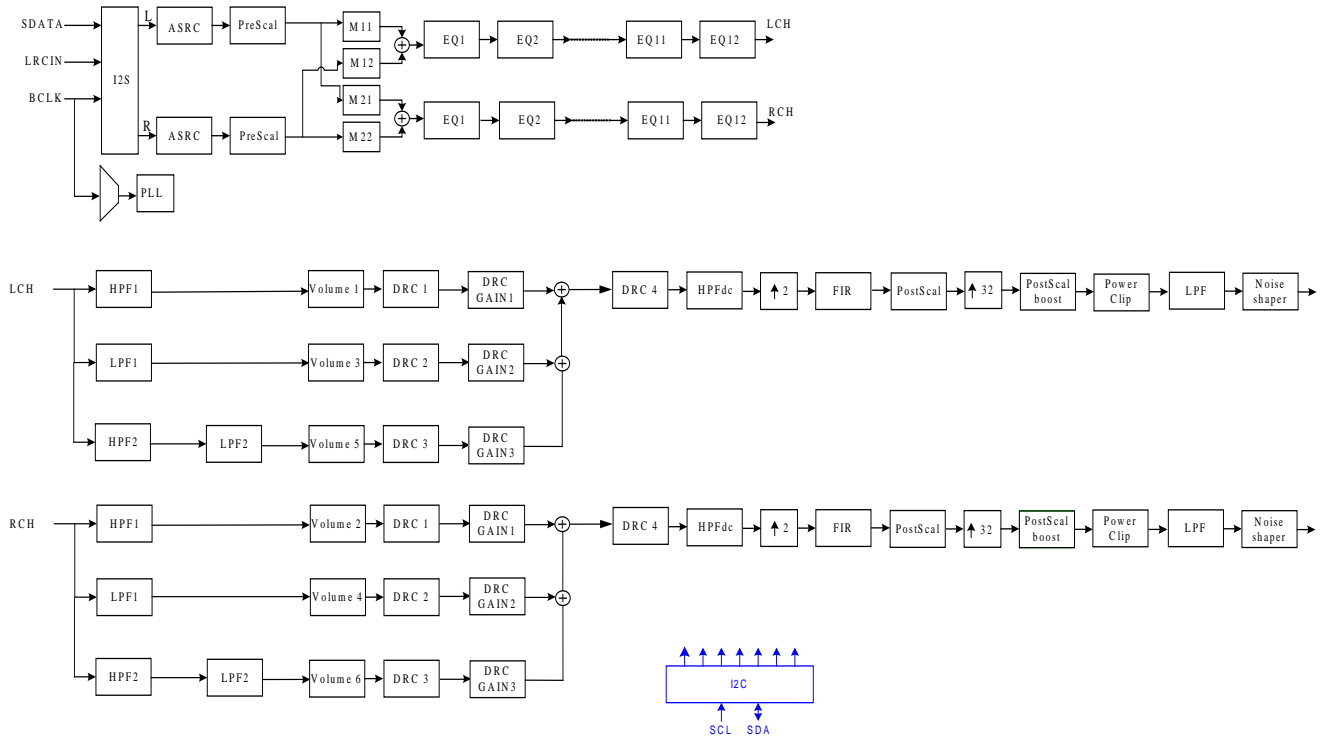 SDATA
LRCIN
BCLK
I2S
L
ASRC
PreScal
M11
M12
EQ1
EQ2
EQ11
EQ12
LCH
R
ASRC
PreScal
M21
M22
EQ1
EQ2
EQ11
EQ12
RCH
PLL
LCH
HPF1
Volume 1
DRC 1
DRC
GAIN1
DRC 4
HPFdc
2
FIR
PostScal
32
PostScal
boost
Power
Clip
LPF
Noise
shaper
LPF1
Volume 3
DRC 2
DRC
GAIN2
HPF2
LPF2
Volume 5
DRC 3
DRC
GAIN3
RCH
HPF1
Volume 2
DRC 1
DRC
GAIN1
DRC 4
HPFdc
2
FIR
PostScal
32
PostScal
boost
Power
Clip
LPF
Noise
shaper
LPF1
Volume 4
DRC 2
DRC
GAIN2
HPF2
LPF2
Volume 6
DRC 3
DRC
GAIN3
I2C
SCL
SDA